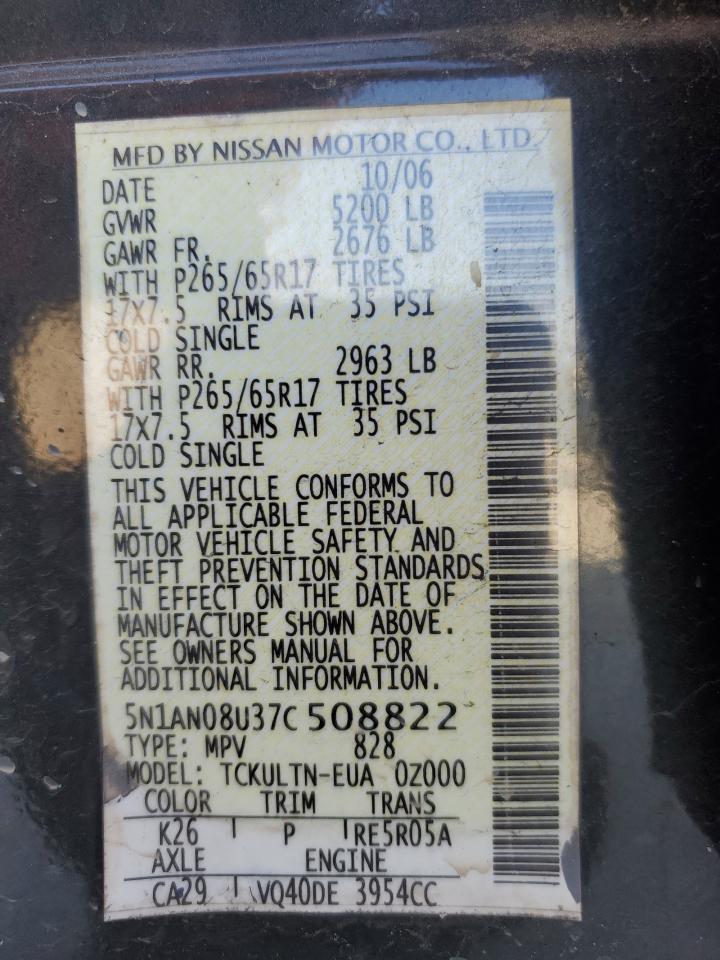 MFD BY NISSAN MOTOR CO., LTD.
DATE 10/06
GVWR 5200 LB
GAWR FR. 2676 LB
WITH P265/65R17 TIRES
17X7.5 RIMS AT 35 PSI
COLD SINGLE
GAWR RR. 2963 LB
WITH P265/65R17 TIRES
17X7.5 RIMS AT 35 PSI
COLD SINGLE
THIS VEHICLE CONFORMS TO
ALL APPLICABLE FEDERAL
MOTOR VEHICLE SAFETY AND
THEFT PREVENTION STANDARDS
IN EFFECT ON THE DATE OF
MANUFACTURE SHOWN ABOVE.
SEE OWNERS MANUAL FOR
ADDITIONAL INFORMATION.
5N1AN08U37C508822
TYPE: MPV 828
MODEL: TCKULTN-EUA 0Z000
COLOR TRIM TRANS
K26 P RE5R05A
AXLE ENGINE
CA29 VQ40DE 3954CC